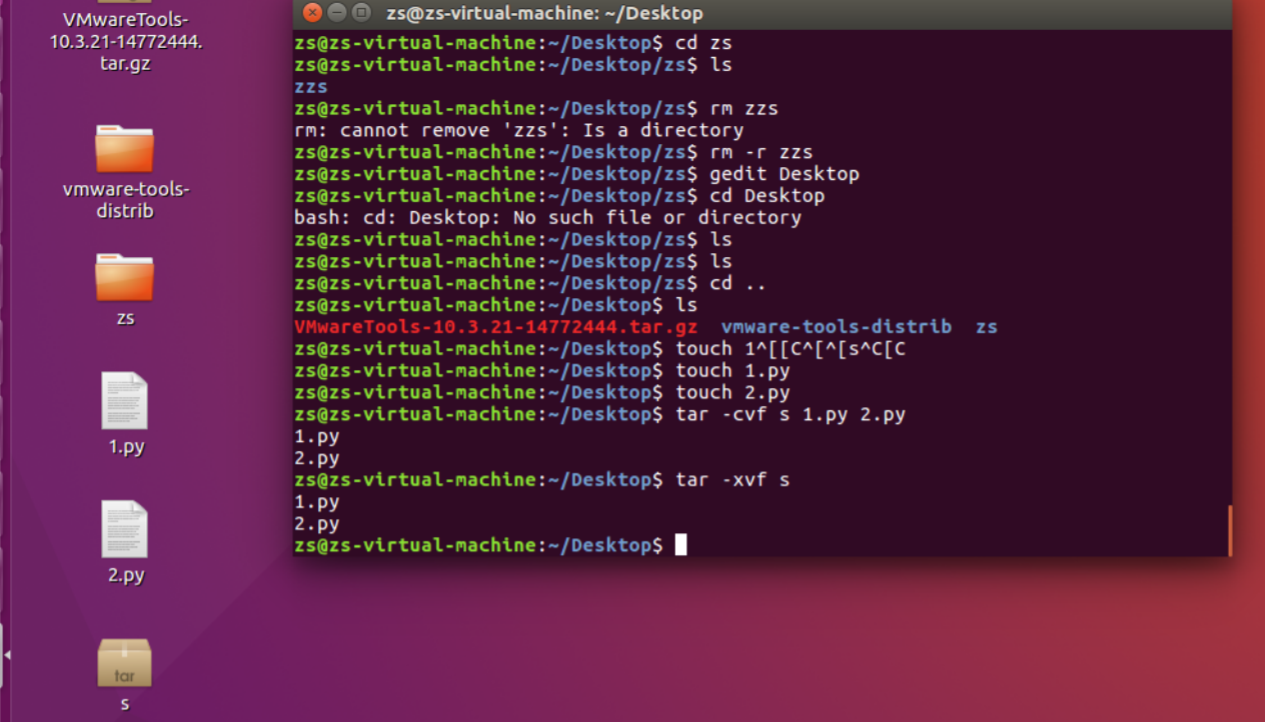 VMwareTools-
10.3.21-14772444.
tar.gz
vmware-tools-
distrib
zs
1.py
2.py
tar
s
zs@zs-virtual-machine: ~/Desktop
zs@zs-virtual-machine:~/Desktop$ cd zs
zs@zs-virtual-machine:~/Desktop/zs$ ls
zzs
zs@zs-virtual-machine:~/Desktop/zs$ rm zzs
rm: cannot remove 'zzs': Is a directory
zs@zs-virtual-machine:~/Desktop/zs$ rm -r zzs
zs@zs-virtual-machine:~/Desktop/zs$ gedit Desktop
zs@zs-virtual-machine:~/Desktop/zs$ cd Desktop
bash: cd: Desktop: No such file or directory
zs@zs-virtual-machine:~/Desktop/zs$ ls
zs@zs-virtual-machine:~/Desktop/zs$ ls
zs@zs-virtual-machine:~/Desktop/zs$ cd ..
zs@zs-virtual-machine:~/Desktop$ ls
VMwareTools-10.3.21-14772444.tar.gz  vmware-tools-distrib  zs
zs@zs-virtual-machine:~/Desktop$ touch 1^[[C^[^[s^C[C
zs@zs-virtual-machine:~/Desktop$ touch 1.py
zs@zs-virtual-machine:~/Desktop$ touch 2.py
zs@zs-virtual-machine:~/Desktop$ tar -cvf s 1.py 2.py
1.py
2.py
zs@zs-virtual-machine:~/Desktop$ tar -xvf s
1.py
2.py
zs@zs-virtual-machine:~/Desktop$